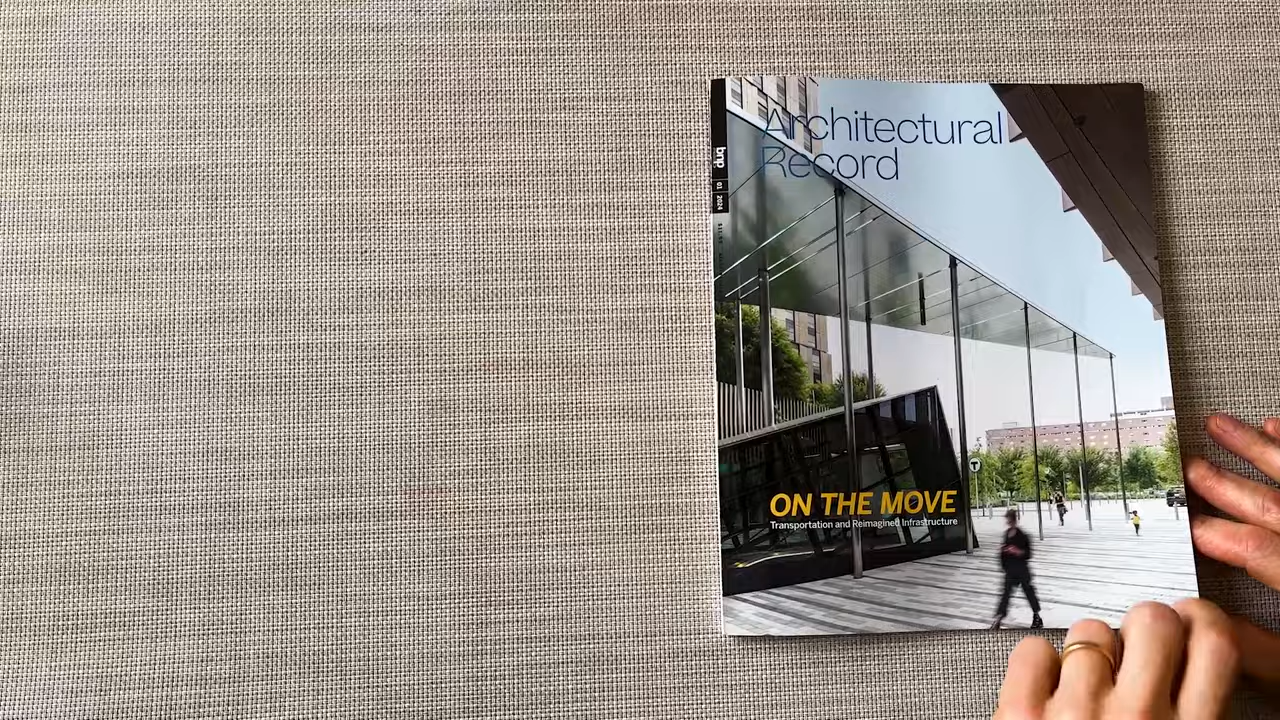 Architectural
Record
bnp
01
2024
T
ON THE MOVE
Transportation and Reimagined Infrastructure